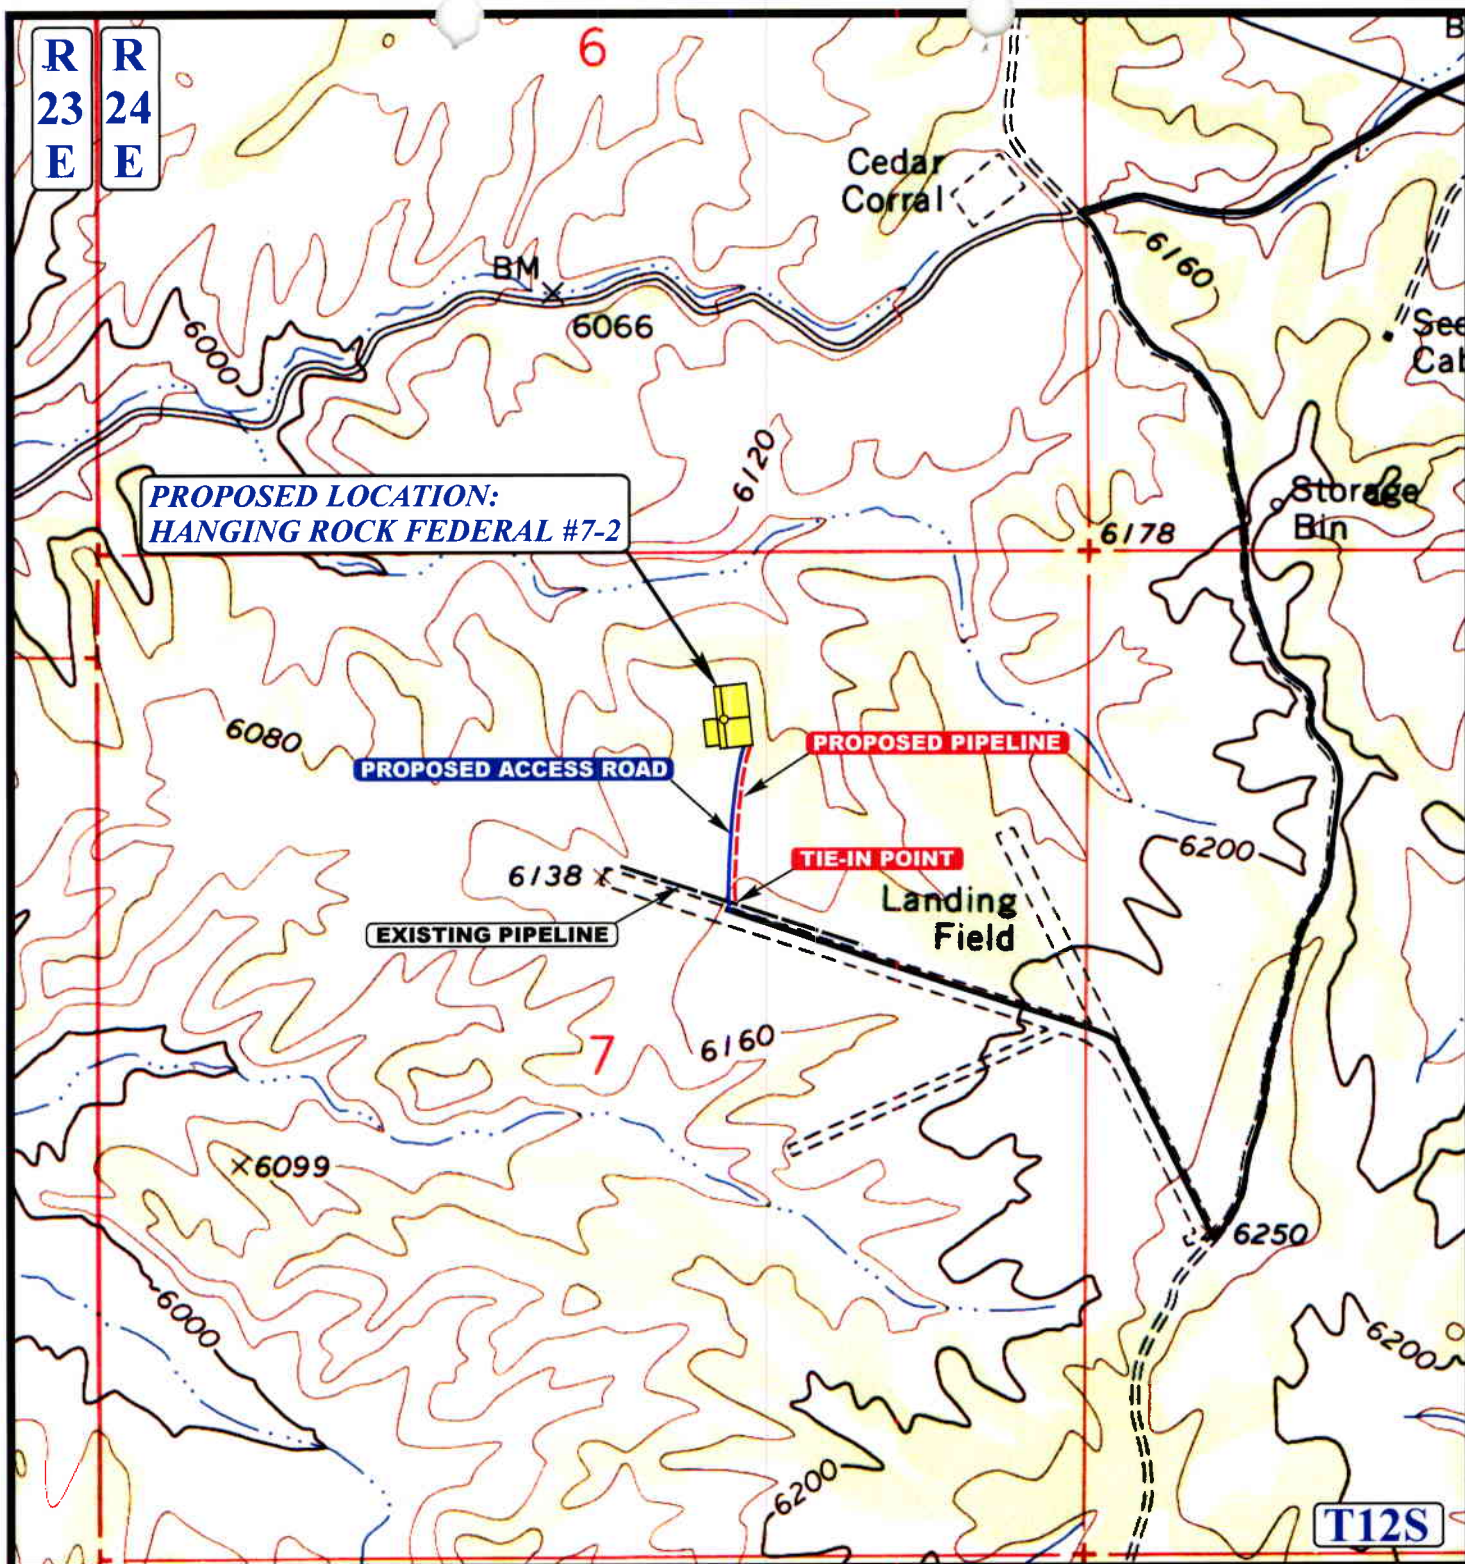 R
23
E
R
24
E
6
B
Cedar
Corral
6160
BM
6066
6000
6120
Storage
Bin
PROPOSED LOCATION:
HANGING ROCK FEDERAL #7-2
6178
6080
PROPOSED PIPELINE
PROPOSED ACCESS ROAD
6200
TIE-IN POINT
6138
Landing
Field
EXISTING PIPELINE
6160
7
6099
6250
6000
6200
6200
T12S